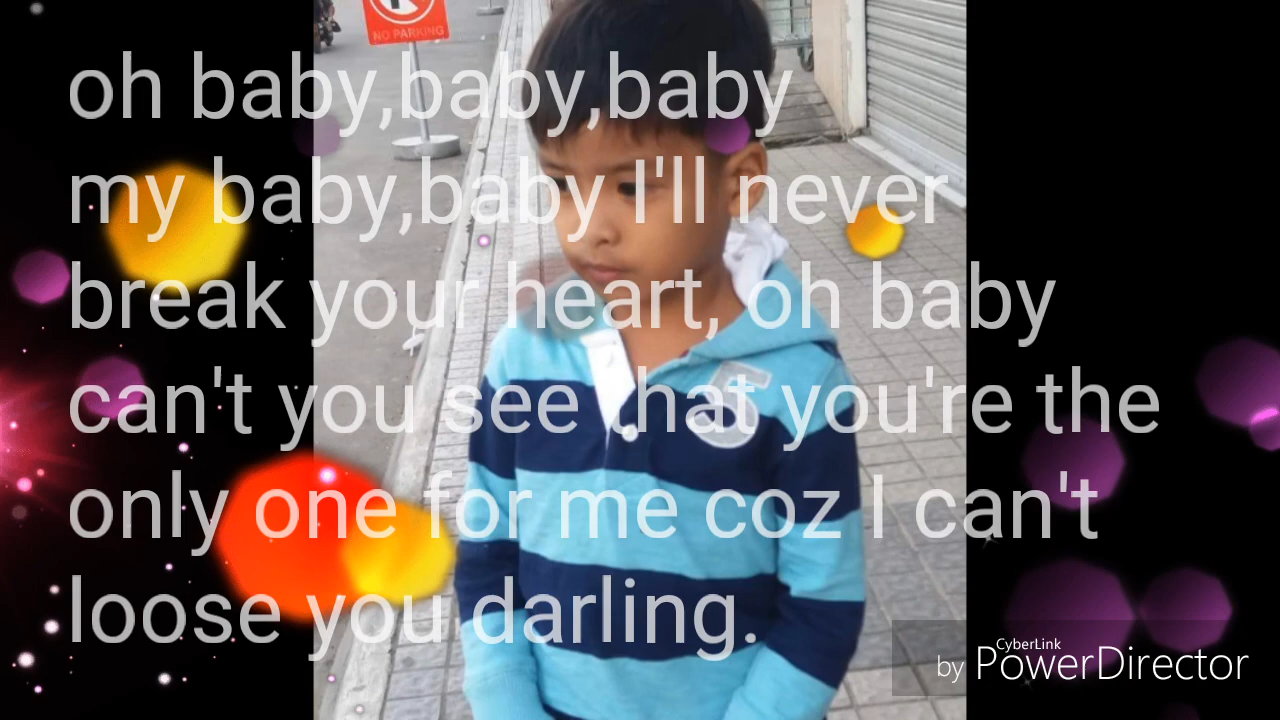 NO PARKING
oh baby,baby,baby
my baby,baby I'll never
break your heart, oh baby
can't you see that you're the
only one for me coz I can't
loose you darling.
5
CyberLink
by PowerDirector